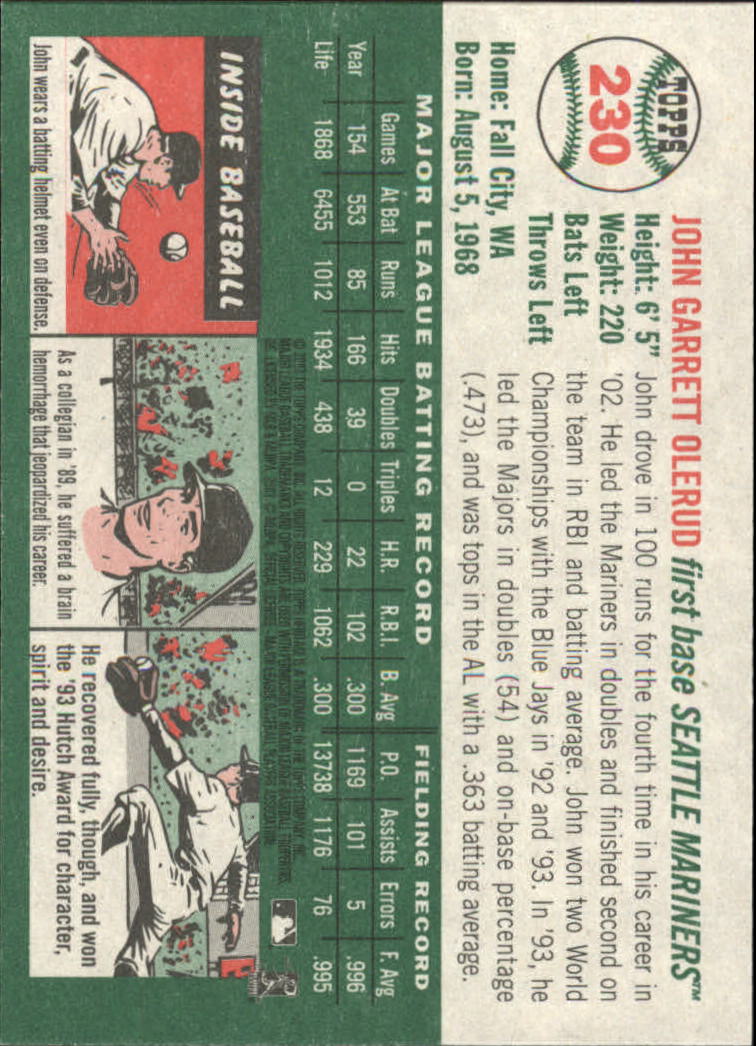 TOPPS
230
JOHN GARRETT OLERUD first base SEATTLE MARINERS™
Height: 6' 5"
Weight: 220
Bats Left
Throws Left
Home: Fall City, WA
Born: August 5, 1968
John drove in 100 runs for the fourth time in his career in
'02. He led the Mariners in doubles and finished second on
the team in RBI and batting average. John won two World
Championships with the Blue Jays in '92 and '93. In '93, he
led the Majors in doubles (54) and on-base percentage
(.473), and was tops in the AL with a .363 batting average.
MAJOR LEAGUE BATTING RECORD FIELDING RECORD
Games At Bat Runs Hits Doubles Triples H.R. R.B.I. B. Avg P.O. Assists Errors F. Avg
Year 154 553 85 166 39 0 22 102 .300 1169 101 5 .996
Life 1868 6455 1012 1934 438 12 229 1062 .300 13738 1176 76 .995
INSIDE BASEBALL
John wears a batting helmet even on defense.
As a collegian in '89, he suffered a brain
hemorrhage that jeopardized his career.
He recovered fully, though, and won
the '93 Hutch Award for character,
spirit and desire.